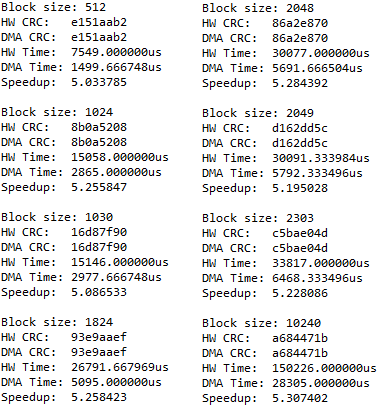 Block size: 512
HW CRC: e151aab2
DMA CRC: e151aab2
HW Time: 7549.000000us
DMA Time: 1499.666748us
Speedup: 5.033785
Block size: 1024
HW CRC: 8b0a5208
DMA CRC: 8b0a5208
HW Time: 15058.000000us
DMA Time: 2865.000000us
Speedup: 5.255847
Block size: 1030
HW CRC: 16d87f90
DMA CRC: 16d87f90
HW Time: 15146.000000us
DMA Time: 2977.666748us
Speedup: 5.086533
Block size: 1824
HW CRC: 93e9aaef
DMA CRC: 93e9aaef
HW Time: 26791.667969us
DMA Time: 5095.000000us
Speedup: 5.258423
Block size: 2048
HW CRC: 86a2e870
DMA CRC: 86a2e870
HW Time: 30077.000000us
DMA Time: 5691.666504us
Speedup: 5.284392
Block size: 2049
HW CRC: d162dd5c
DMA CRC: d162dd5c
HW Time: 30091.333984us
DMA Time: 5792.333496us
Speedup: 5.195028
Block size: 2303
HW CRC: c5bae04d
DMA CRC: c5bae04d
HW Time: 33817.000000us
DMA Time: 6468.333496us
Speedup: 5.228086
Block size: 10240
HW CRC: a684471b
DMA CRC: a684471b
HW Time: 150226.000000us
DMA Time: 28305.000000us
Speedup: 5.307402